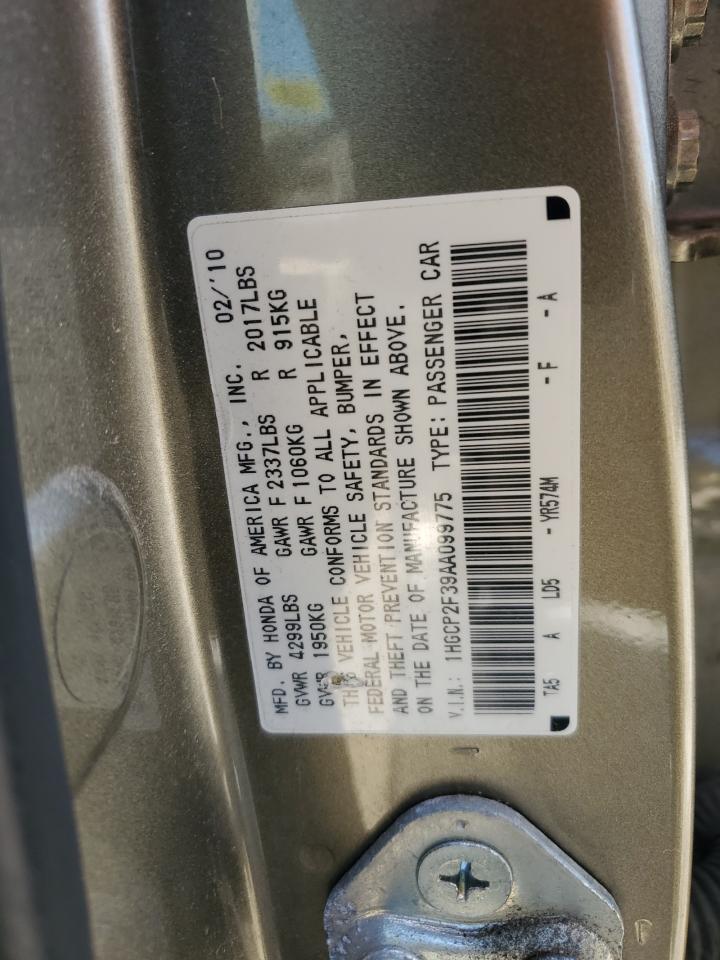 MFD. BY HONDA OF AMERICA MFG., INC. 02/'10
GVWR 4299LBS GAWR F 2337LBS R 2017LBS
GVWR 1950KG GAWR F 1060KG R 915KG
THIS VEHICLE CONFORMS TO ALL APPLICABLE
FEDERAL MOTOR VEHICLE SAFETY, BUMPER,
AND THEFT PREVENTION STANDARDS IN EFFECT
ON THE DATE OF MANUFACTURE SHOWN ABOVE.
V.I.N.: 1HGCP2F39AA099775 TYPE: PASSENGER CAR
TA5 A LD5 - YR574M - F - A